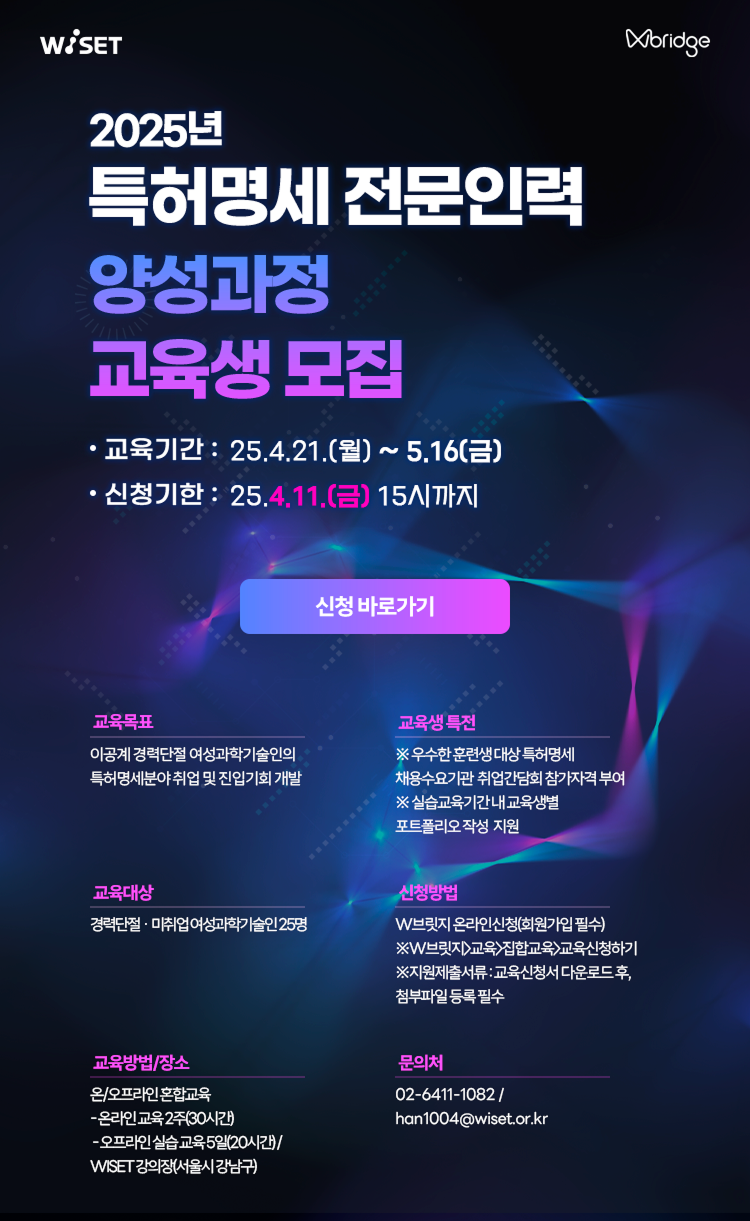 WISET
Wbridge
2025년
특허명세 전문인력
양성과정
교육생 모집
• 교육기간 : 25.4.21.(월) ~ 5.16(금)
• 신청기한 : 25.4.11.(금) 15시까지
신청 바로가기
교육목표
이공계 경력단절 여성과학기술인의
특허명세분야 취업 및 진입기회 개발
교육생 특전
※ 우수한 훈련생 대상 특허명세
채용수요기관 취업간담회 참가자격 부여
※ 실습교육기간 내 교육생별
포트폴리오 작성 지원
교육대상
경력단절 · 미취업 여성과학기술인 25명
신청방법
W브릿지 온라인신청(회원가입 필수)
※W브릿지>교육>집합교육>교육신청하기
※지원제출서류 : 교육신청서 다운로드 후,
첨부파일 등록 필수
교육방법/장소
온/오프라인 혼합교육
- 온라인 교육 2주(30시간)
- 오프라인 실습 교육 5일(20시간) /
WISET 강의장(서울시 강남구)
문의처
02-6411-1082 /
han1004@wiset.or.kr